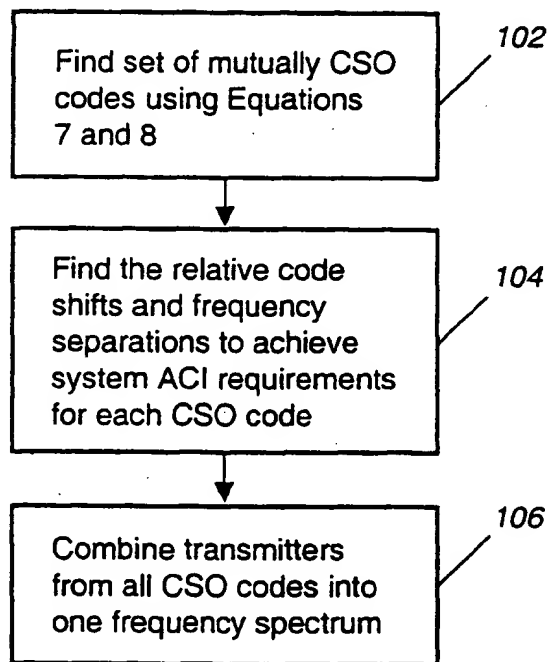 Find set of mutually CSO
codes using Equations
7 and 8
102
Find the relative code
shifts and frequency
separations to achieve
system ACI requirements
for each CSO code
104
Combine transmitters
from all CSO codes into
one frequency spectrum
106